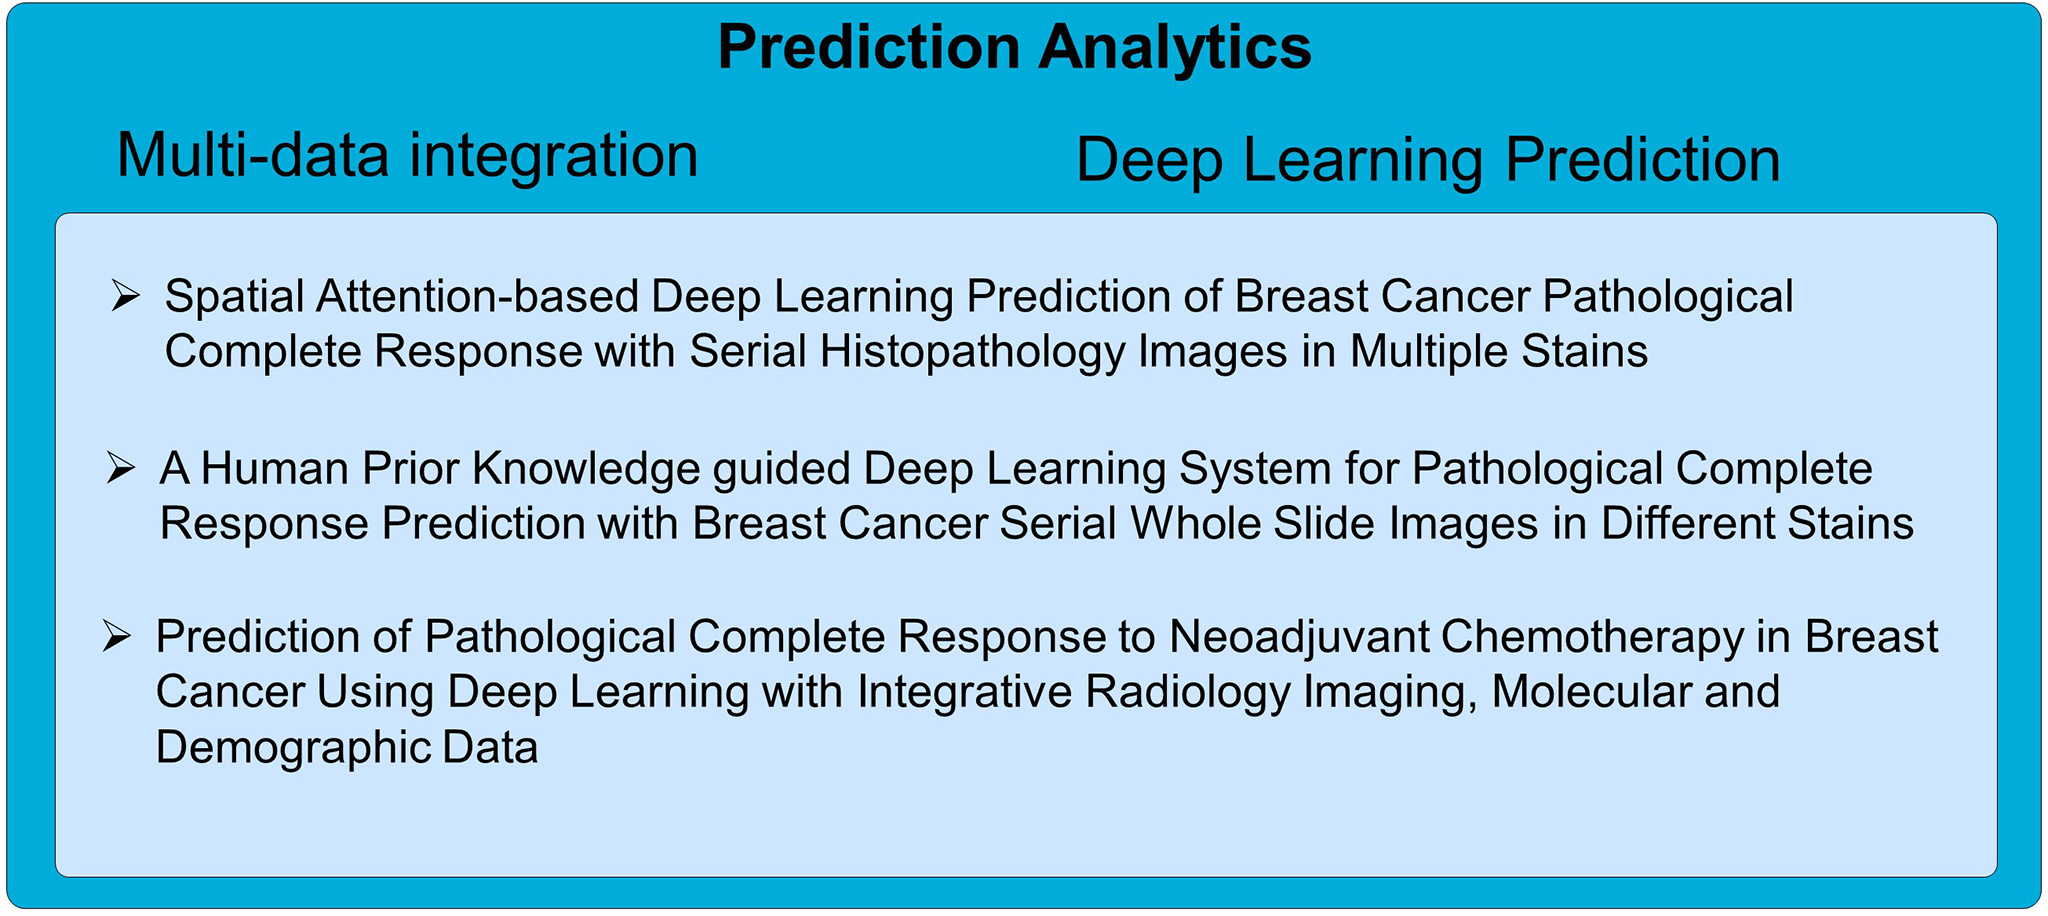 Prediction Analytics
Multi-data integration
Deep Learning Prediction
➢ Spatial Attention-based Deep Learning Prediction of Breast Cancer Pathological
Complete Response with Serial Histopathology Images in Multiple Stains
➢ A Human Prior Knowledge guided Deep Learning System for Pathological Complete
Response Prediction with Breast Cancer Serial Whole Slide Images in Different Stains
➢ Prediction of Pathological Complete Response to Neoadjuvant Chemotherapy in Breast
Cancer Using Deep Learning with Integrative Radiology Imaging, Molecular and
Demographic Data